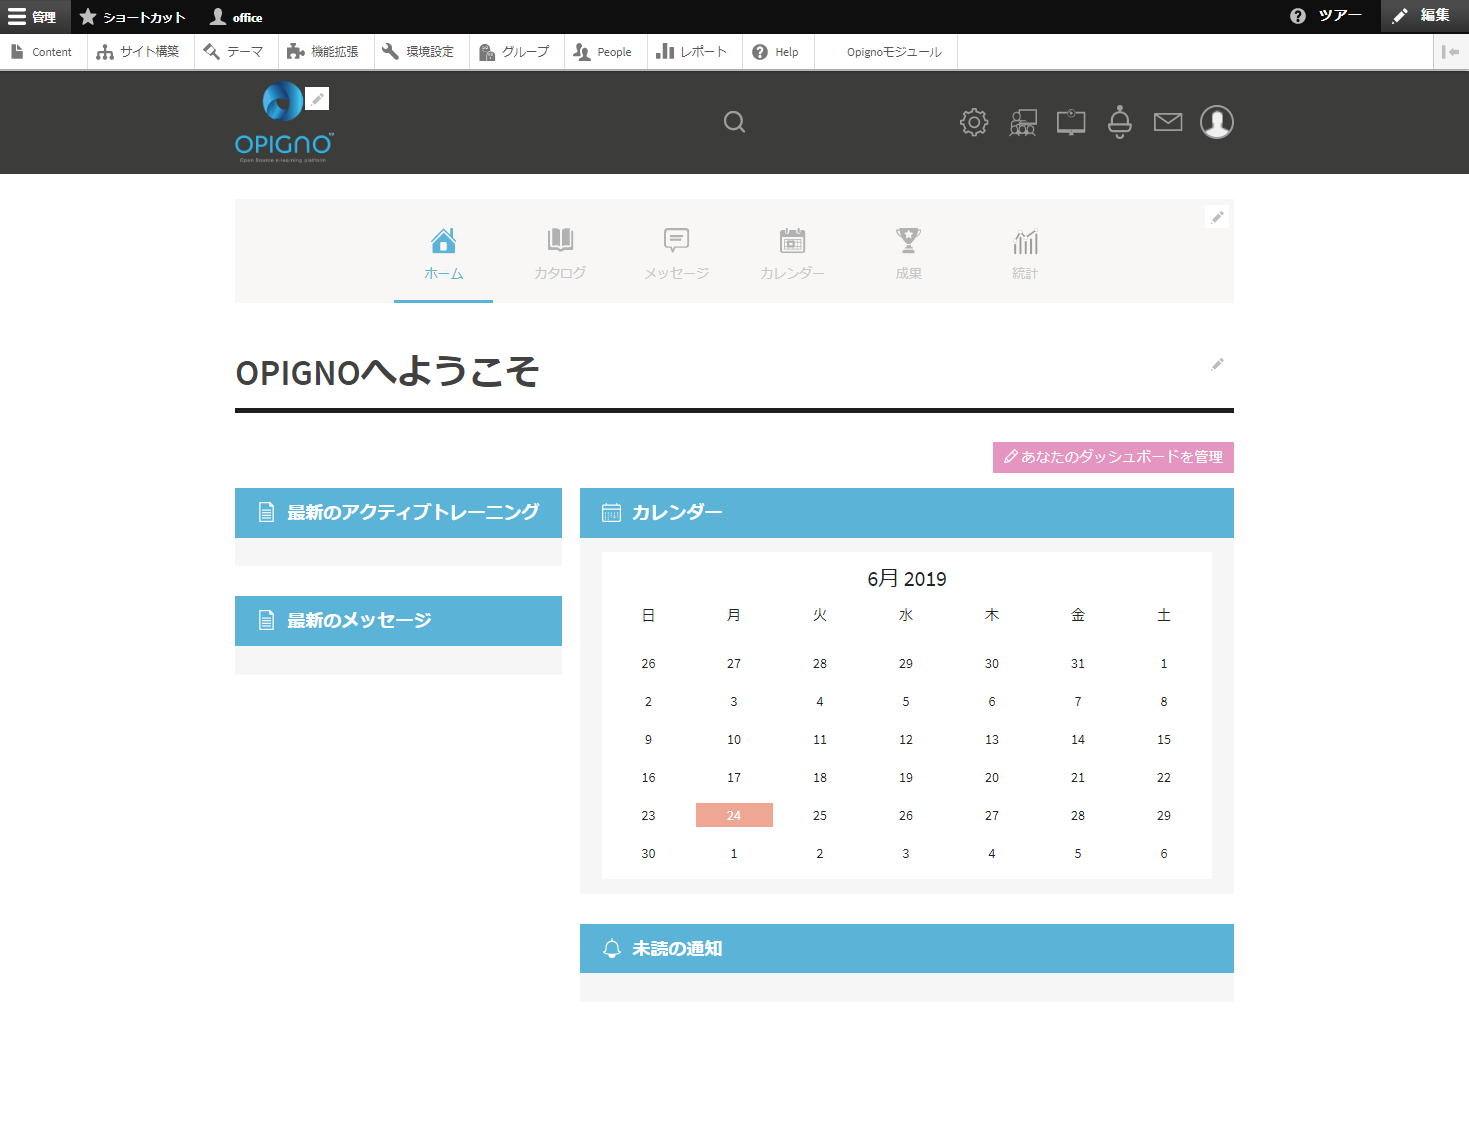 管理 ショートカット office ツアー 編集
Content サイト構築 テーマ 機能拡張 環境設定 グループ People レポート Help Opignoモジュール
OPIGNO
Open Source e-learning platform
ホーム カタログ メッセージ カレンダー 成果 統計
OPIGNOへようこそ
あなたのダッシュボードを管理
最新のアクティブトレーニング
最新のメッセージ
カレンダー
6月 2019
日 月 火 水 木 金 土
26 27 28 29 30 31 1
2 3 4 5 6 7 8
9 10 11 12 13 14 15
16 17 18 19 20 21 22
23 24 25 26 27 28 29
30 1 2 3 4 5 6
未読の通知